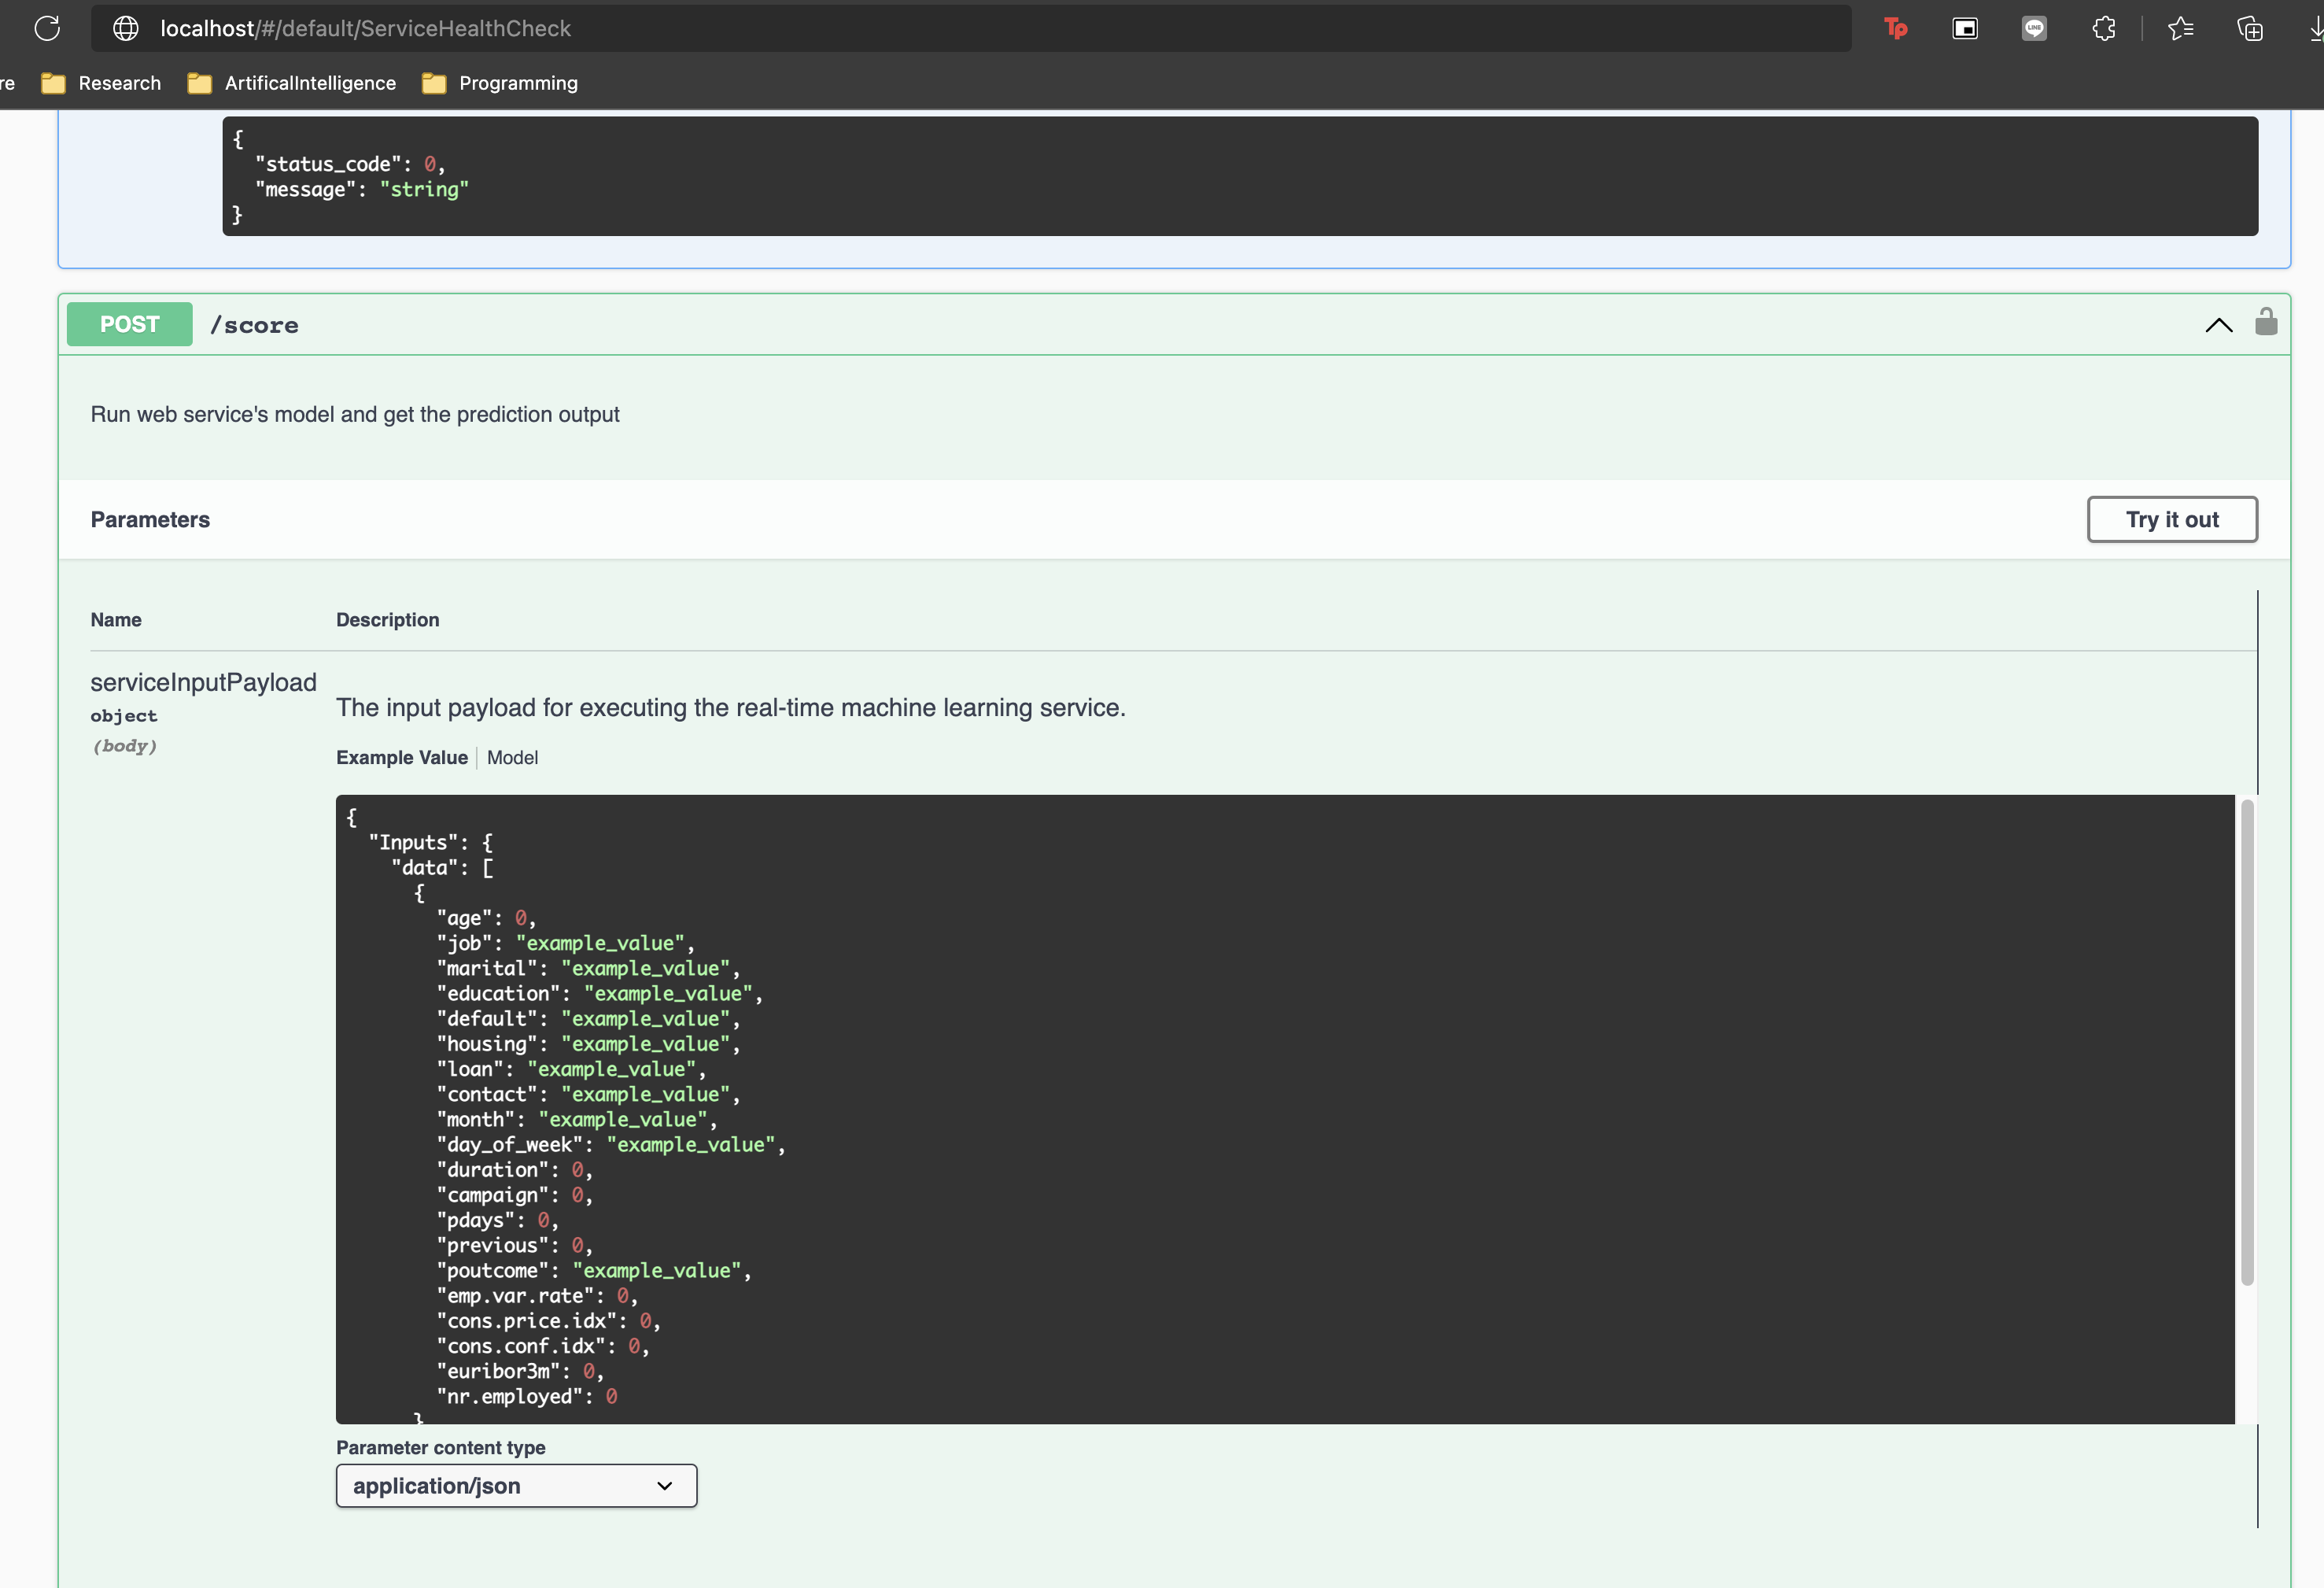 localhost/#/default/ServiceHealthCheck
Tp
LINE
re
Research
ArtificalIntelligence
Programming
{
"status_code": 0,
"message": "string"
}
POST
/score
Run web service's model and get the prediction output
Parameters
Try it out
Name
Description
serviceInputPayload
object
(body)
The input payload for executing the real-time machine learning service.
Example Value
Model
{
"Inputs": {
"data": [
{
"age": 0,
"job": "example_value",
"marital": "example_value",
"education": "example_value",
"default": "example_value",
"housing": "example_value",
"loan": "example_value",
"contact": "example_value",
"month": "example_value",
"day_of_week": "example_value",
"duration": 0,
"campaign": 0,
"pdays": 0,
"previous": 0,
"poutcome": "example_value",
"emp.var.rate": 0,
"cons.price.idx": 0,
"cons.conf.idx": 0,
"euribor3m": 0,
"nr.employed": 0
}
Parameter content type
application/json